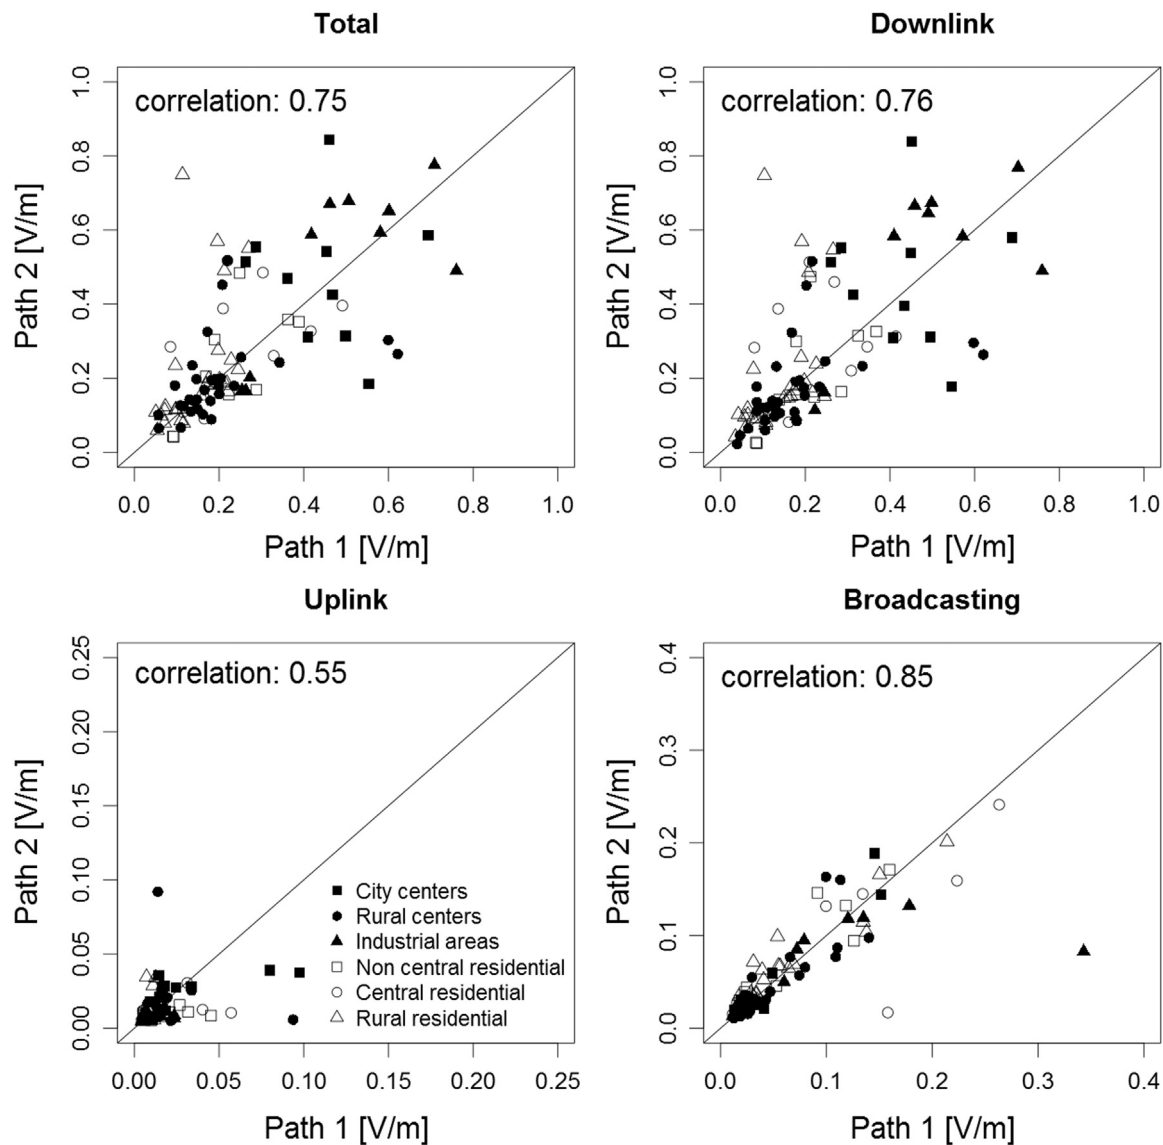 Total
correlation: 0.75
Path 2 [V/m]
1.0
0.8
0.6
0.4
0.2
0.0
0.0 0.2 0.4 0.6 0.8 1.0
Path 1 [V/m]
Downlink
correlation: 0.76
Path 2 [V/m]
1.0
0.8
0.6
0.4
0.2
0.0
0.0 0.2 0.4 0.6 0.8 1.0
Path 1 [V/m]
Uplink
correlation: 0.55
Path 2 [V/m]
0.25
0.20
0.15
0.10
0.05
0.00
City centers
Rural centers
Industrial areas
Non central residential
Central residential
Rural residential
0.00 0.05 0.10 0.15 0.20 0.25
Path 1 [V/m]
Broadcasting
correlation: 0.85
Path 2 [V/m]
0.4
0.3
0.2
0.1
0.0
0.0 0.1 0.2 0.3 0.4
Path 1 [V/m]